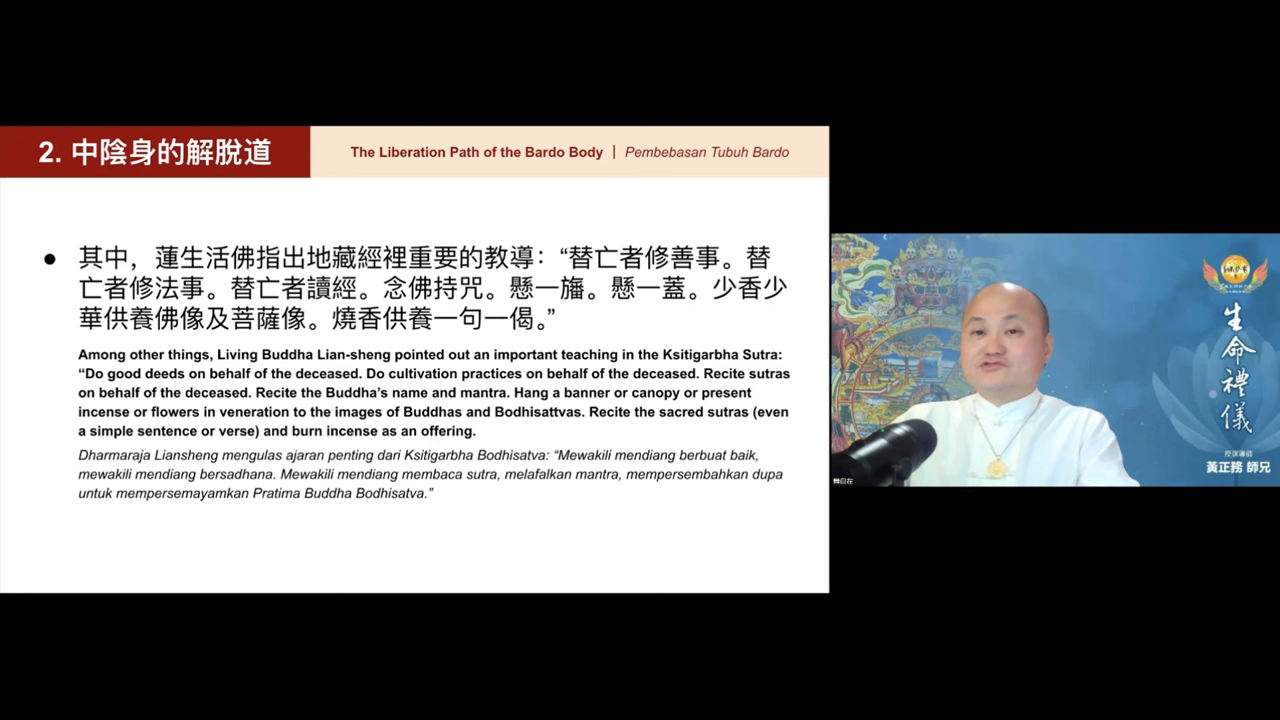 2. 中陰身的解脫道
The Liberation Path of the Bardo Body | Pembebasan Tubuh Bardo
● 其中，蓮生活佛指出地藏經裡重要的教導：“替亡者修善事。替
亡者修法事。替亡者讀經。念佛持咒。懸一旛。懸一蓋。少香少
華供養佛像及菩薩像。燒香供養一句一偈。”
Among other things, Living Buddha Lian-sheng pointed out an important teaching in the Ksitigarbha Sutra:
“Do good deeds on behalf of the deceased. Do cultivation practices on behalf of the deceased. Recite sutras
on behalf of the deceased. Recite the Buddha’s name and mantra. Hang a banner or canopy or present
incense or flowers in veneration to the images of Buddhas and Bodhisattvas. Recite the sacred sutras (even
a simple sentence or verse) and burn incense as an offering.
Dharmaraja Liansheng mengulas ajaran penting dari Ksitigarbha Bodhisatva: “Mewakili mendiang berbuat baik,
mewakili mendiang bersadhana. Mewakili mendiang membaca sutra, melafalkan mantra, mempersembahkan dupa
untuk mempersemayamkan Pratima Buddha Bodhisatva.”
生命禮儀
授課導師
黃正務 師兄